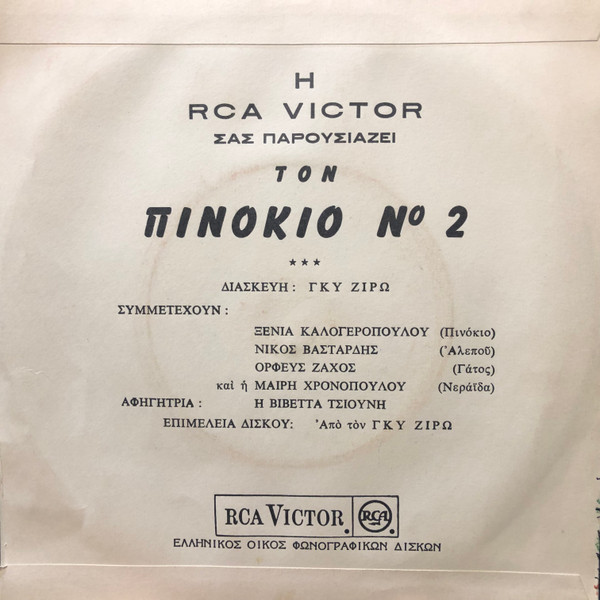 Η
RCA VICTOR
ΣΑΣ ΠΑΡΟΥΣΙΑΖΕΙ
ΤΟΝ
ΠΙΝΟΚΙΟ Νº 2
***
ΔΙΑΣΚΕΥΗ : ΓΚΥ ΖΙΡΩ
ΣΥΜΜΕΤΕΧΟΥΝ :
ΞΕΝΙΑ ΚΑΛΟΓΕΡΟΠΟΥΛΟΥ (Πινόκιο)
ΝΙΚΟΣ ΒΑΣΤΑΡΔΗΣ (Ἀλεποῦ)
ΟΡΦΕΥΣ ΖΑΧΟΣ (Γάτος)
καὶ ἡ ΜΑΙΡΗ ΧΡΟΝΟΠΟΥΛΟΥ (Νεράϊδα)
ΑΦΗΓΗΤΡΙΑ : Η ΒΙΒΕΤΤΑ ΤΣΙΟΥΝΗ
ΕΠΙΜΕΛΕΙΑ ΔΙΣΚΟΥ: Ἀπὸ τὸν ΓΚΥ ΖΙΡΩ
RCA VICTOR. RCA.
ΕΛΛΗΝΙΚΟΣ ΟΙΚΟΣ ΦΩΝΟΓΡΑΦΙΚΩΝ ΔΙΣΚΩΝ